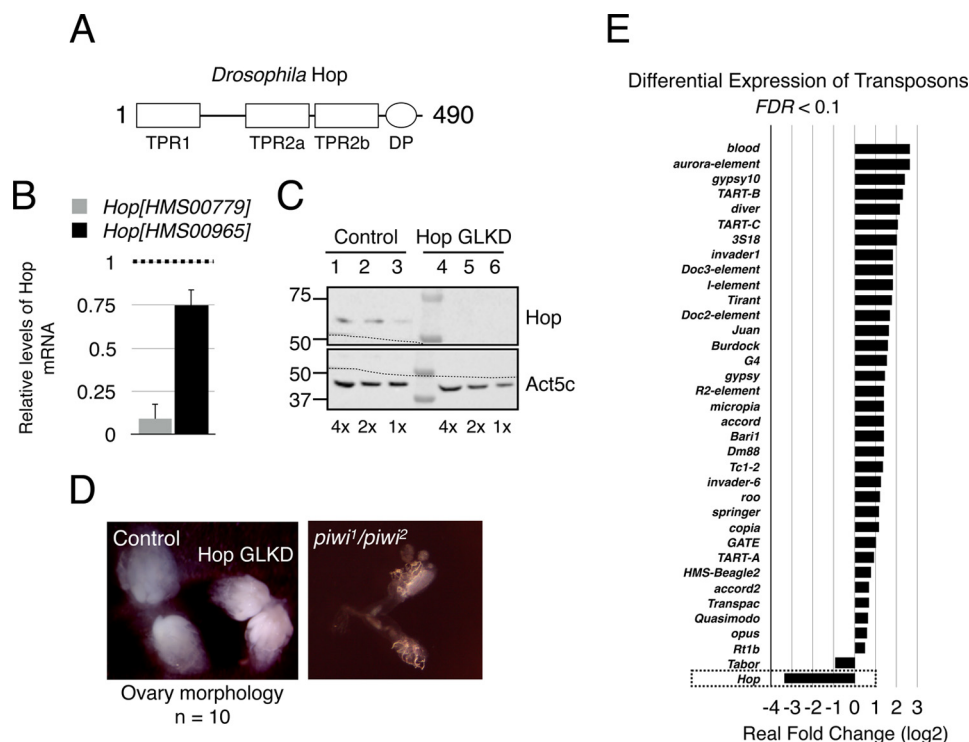 A
Drosophila Hop
1
490
TPR1
TPR2a
TPR2b
DP
B
Hop[HMS00779]
Hop[HMS00965]
Relative levels of Hop
mRNA
1
0.75
0.5
0.25
0
C
Control
Hop GLKD
1 2 3 4 5 6
75
50
Hop
50
37
Act5c
4x 2x 1x 4x 2x 1x
D
Control
Hop GLKD
piwi¹/piwi²
Ovary morphology
n = 10
E
Differential Expression of Transposons
FDR < 0.1
blood
aurora-element
gypsy10
TART-B
diver
TART-C
3S18
invader1
Doc3-element
I-element
Tirant
Doc2-element
Juan
Burdock
G4
gypsy
R2-element
micropia
accord
Bari1
Dm88
Tc1-2
invader-6
roo
springer
copia
GATE
TART-A
HMS-Beagle2
accord2
Transpac
Quasimodo
opus
Rt1b
Tabor
Hop
-4 -3 -2 -1 0 1 2 3
Real Fold Change (log2)